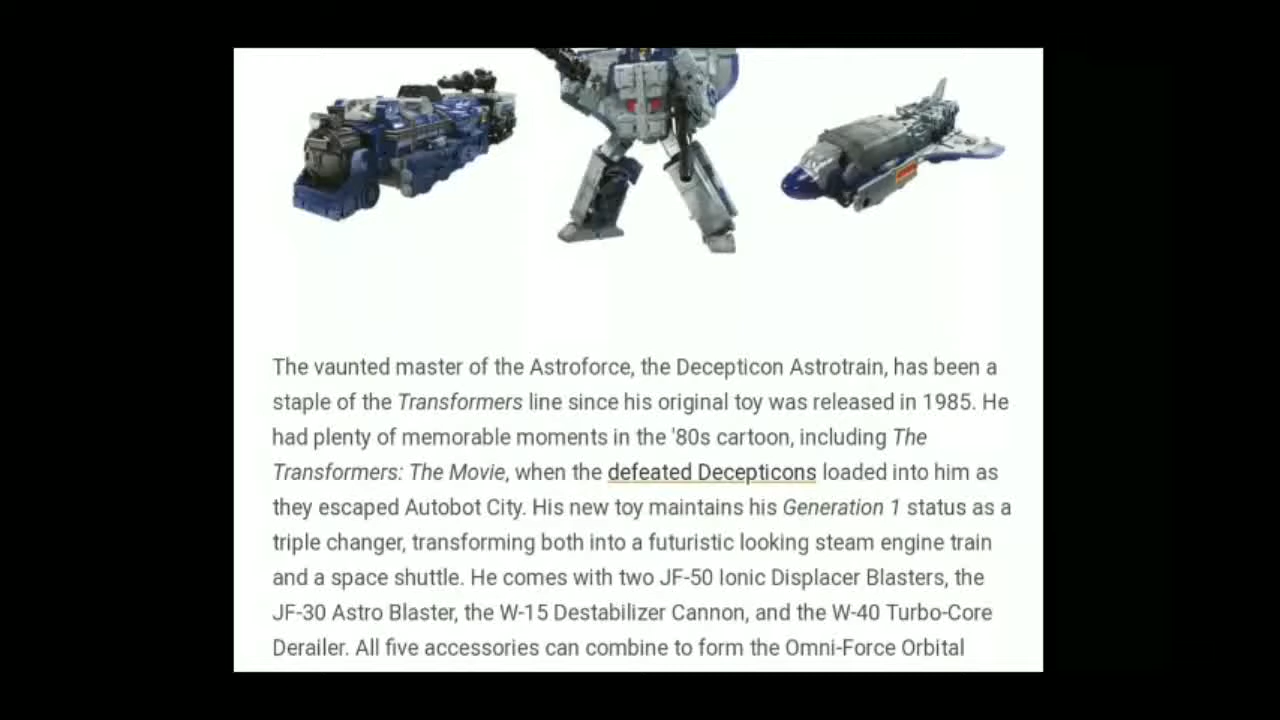 The vaunted master of the Astroforce, the Decepticon Astrotrain, has been a
staple of the Transformers line since his original toy was released in 1985. He
had plenty of memorable moments in the '80s cartoon, including The
Transformers: The Movie, when the defeated Decepticons loaded into him as
they escaped Autobot City. His new toy maintains his Generation 1 status as a
triple changer, transforming both into a futuristic looking steam engine train
and a space shuttle. He comes with two JF-50 Ionic Displacer Blasters, the
JF-30 Astro Blaster, the W-15 Destabilizer Cannon, and the W-40 Turbo-Core
Derailer. All five accessories can combine to form the Omni-Force Orbital